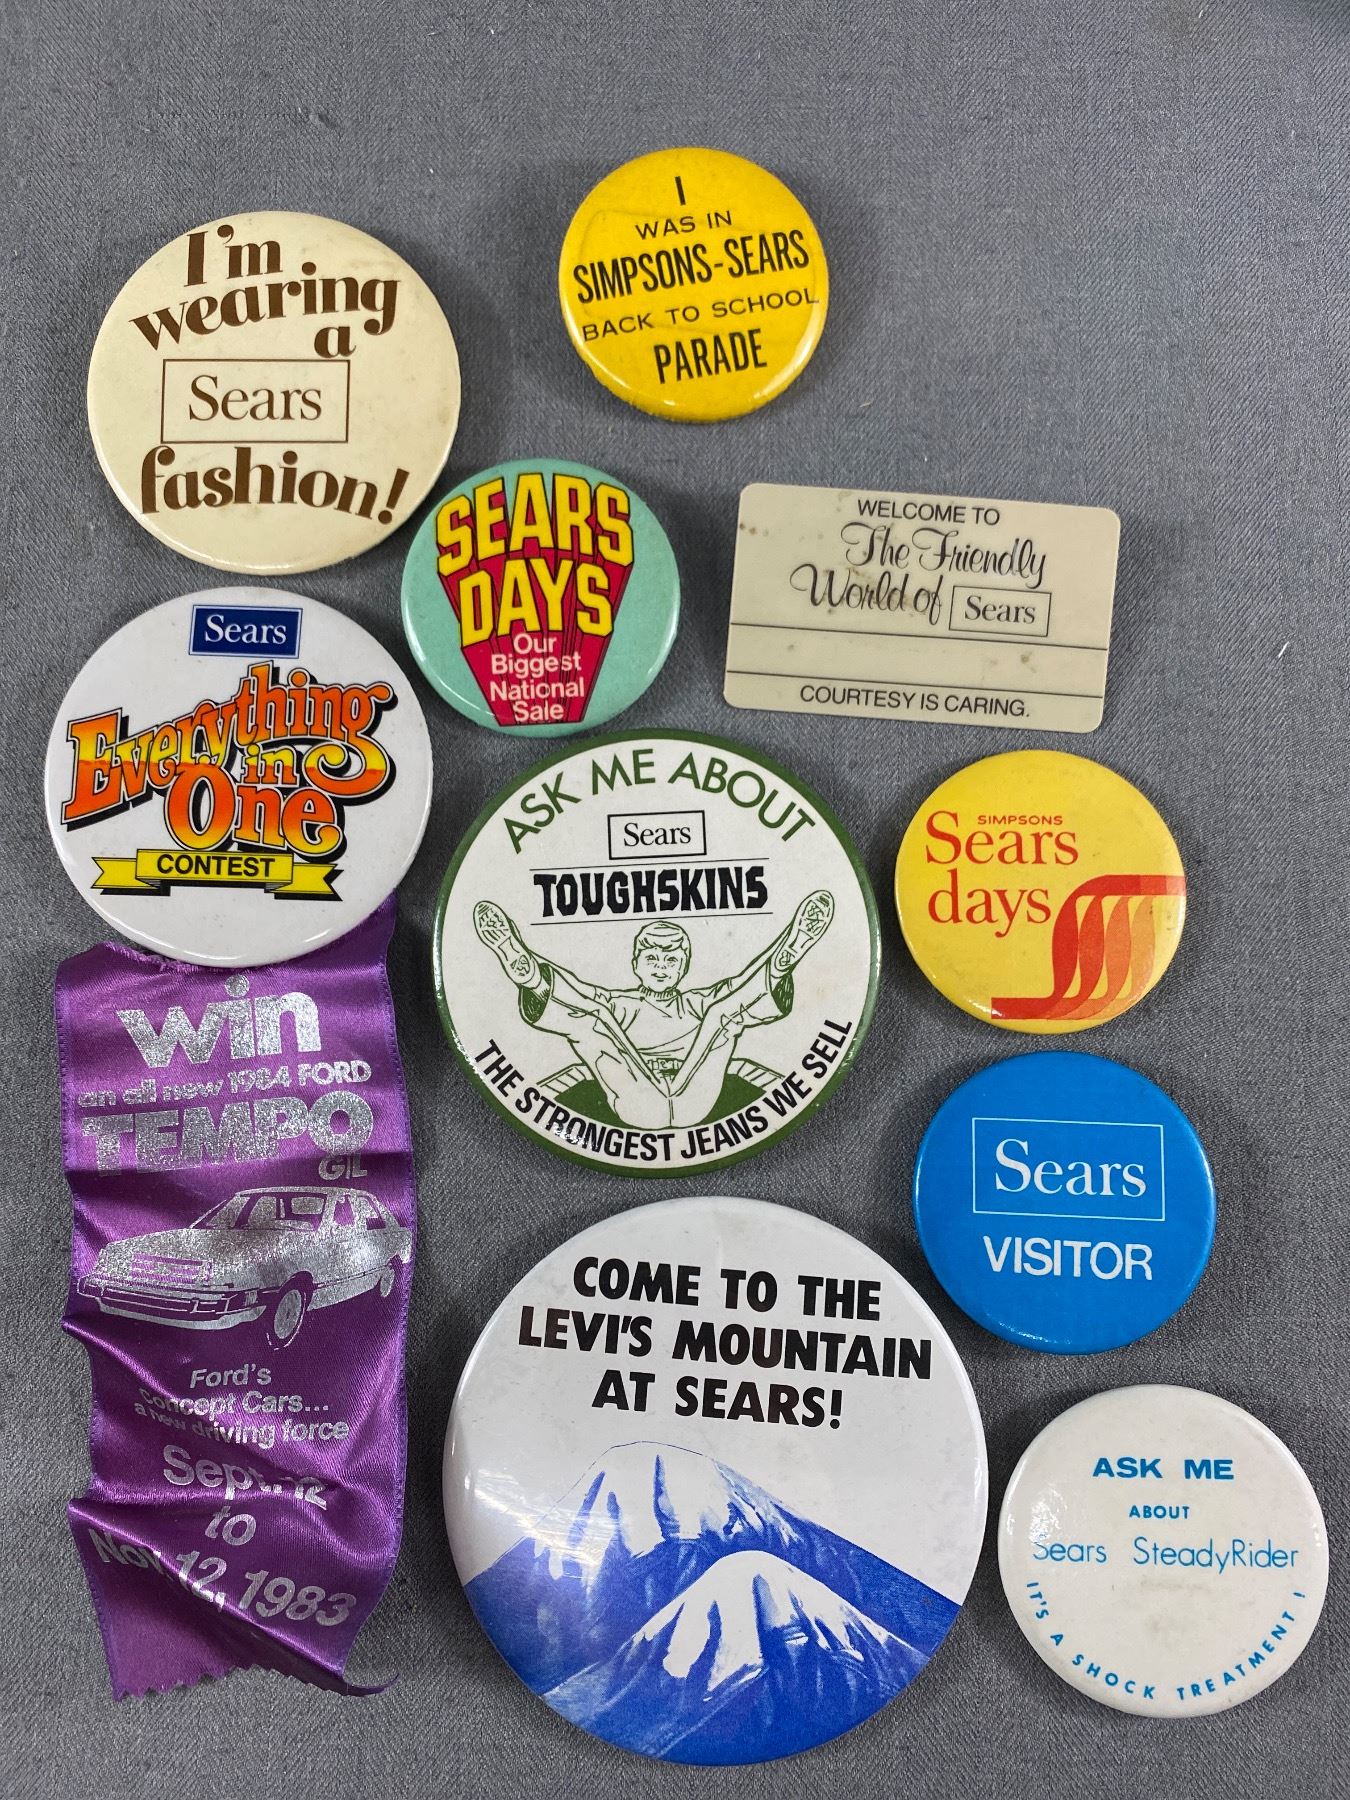 I'm
wearing
a
Sears
fashion!
I
WAS IN
SIMPSONS-SEARS
BACK TO SCHOOL
PARADE
SEARS
DAYS
Our
Biggest
National
Sale
WELCOME TO
The Friendly
World of Sears
COURTESY IS CARING.
Sears
Everything
in
One
CONTEST
win
an all new 1984 FORD
TEMPO
GL
Ford's
Concept Cars...
a new driving force
Sept. 12
to
Nov. 12, 1983
ASK ME ABOUT
Sears
TOUGHSKINS
THE STRONGEST JEANS WE SELL
SIMPSONS
Sears
days
Sears
VISITOR
COME TO THE
LEVI'S MOUNTAIN
AT SEARS!
ASK ME
ABOUT
Sears SteadyRider
IT'S A SHOCK TREATMENT!